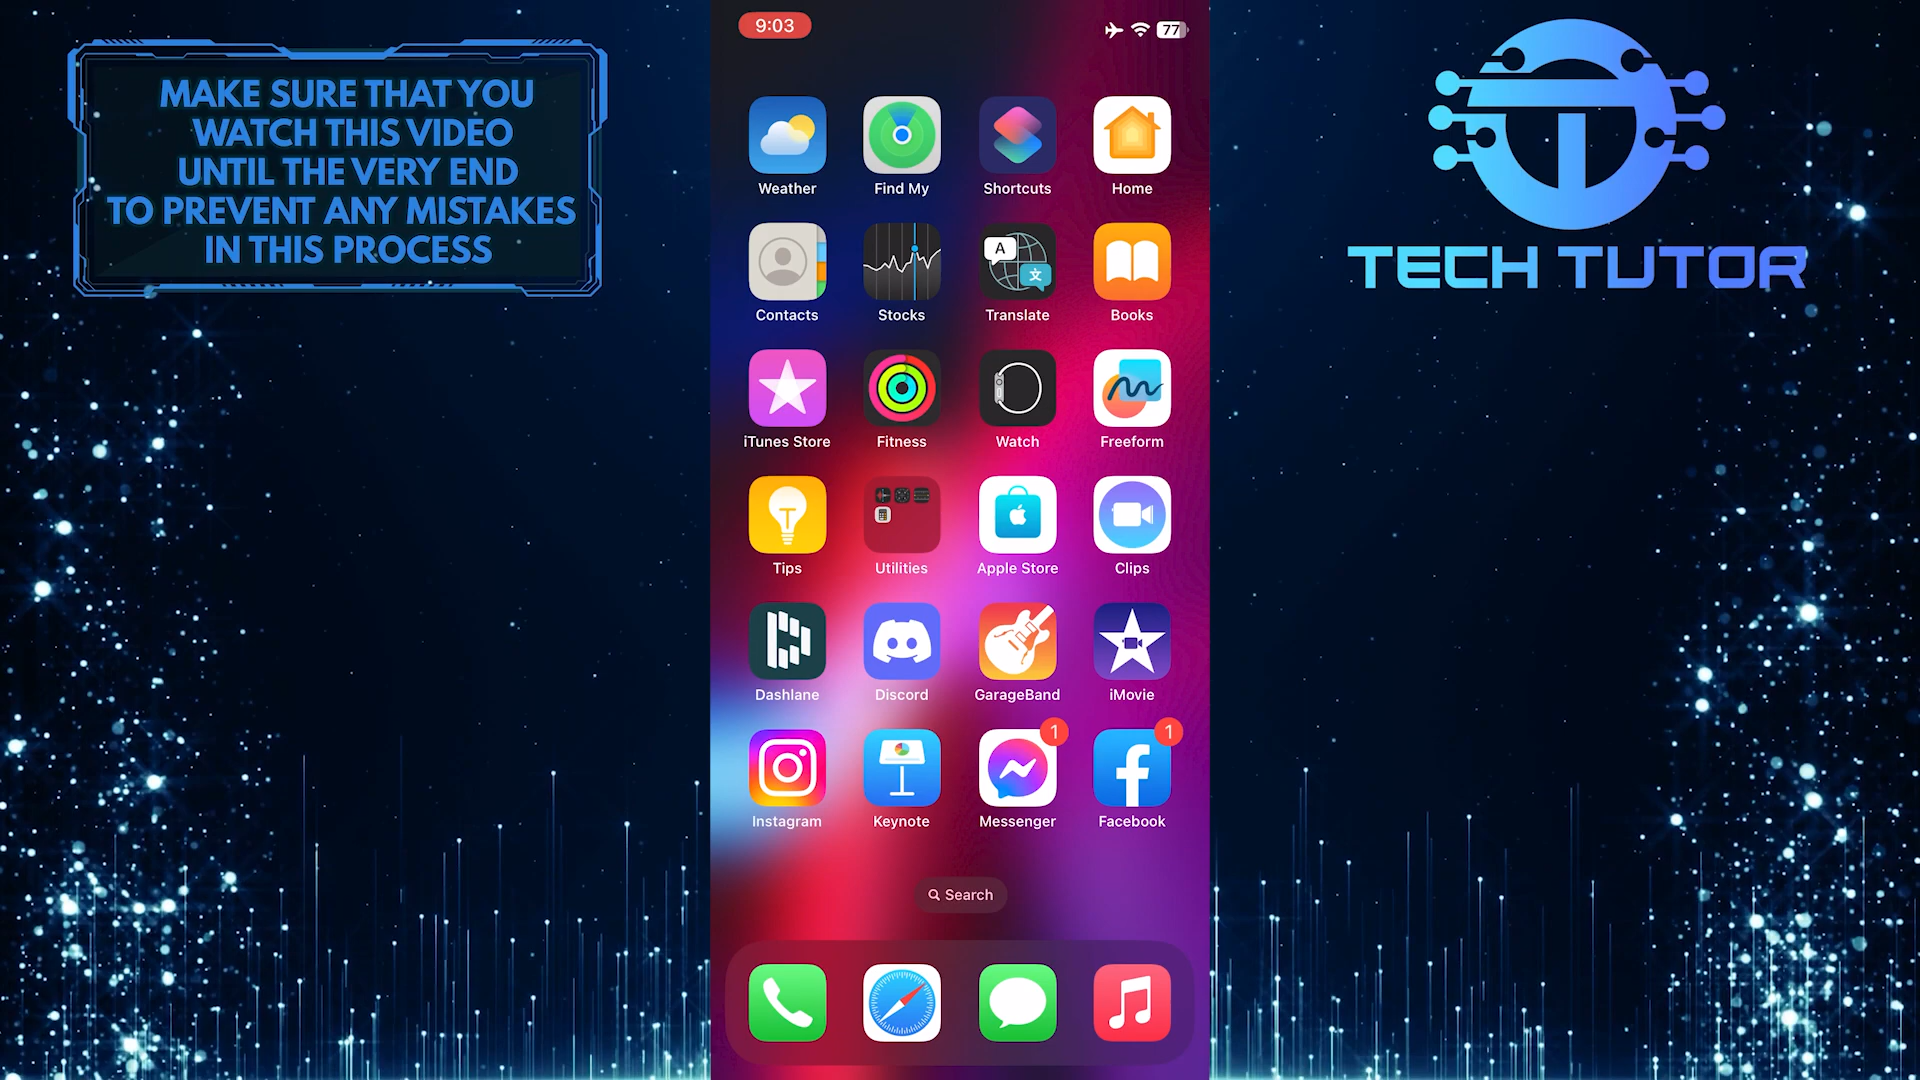 MAKE SURE THAT YOU
WATCH THIS VIDEO
UNTIL THE VERY END
TO PREVENT ANY MISTAKES
IN THIS PROCESS
9:03
77
TECH TUTOR
Weather Find My Shortcuts Home
A 文
Contacts Stocks Translate Books
iTunes Store Fitness Watch Freeform
Tips Utilities Apple Store Clips
Dashlane Discord GarageBand iMovie
1 1
Instagram Keynote Messenger Facebook
Search